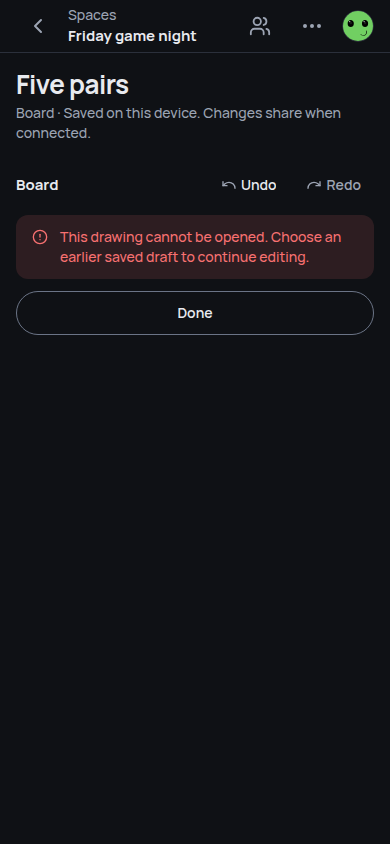 Spaces
Friday game night
Five pairs
Board · Saved on this device. Changes share when
connected.
Board
Undo
Redo
This drawing cannot be opened. Choose an
earlier saved draft to continue editing.
Done